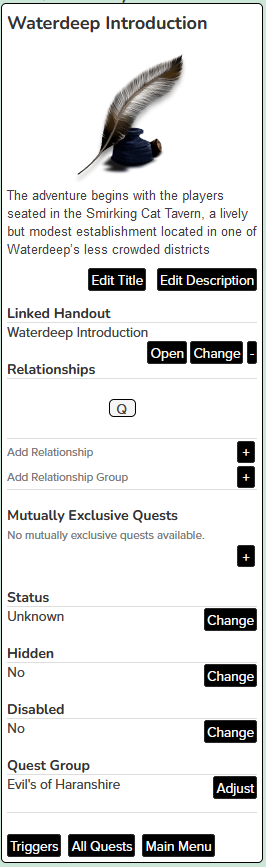 Waterdeep Introduction
The adventure begins with the players
seated in the Smirking Cat Tavern, a lively
but modest establishment located in one of
Waterdeep's less crowded districts
Edit Title Edit Description
Linked Handout
Waterdeep Introduction
Open Change -
Relationships
Q
Add Relationship +
Add Relationship Group +
Mutually Exclusive Quests
No mutually exclusive quests available.
+
Status
Unknown Change
Hidden
No Change
Disabled
No Change
Quest Group
Evil's of Haranshire Adjust
Triggers All Quests Main Menu